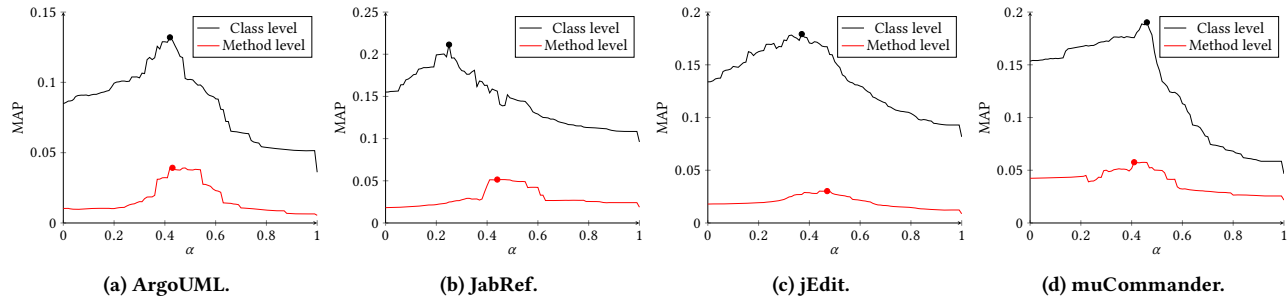 0.15
0.1
0.05
0
MAP
0 0.2 0.4 0.6 0.8 1
α
Class level
Method level
(a) ArgoUML.
0.25
0.2
0.15
0.1
0.05
0
MAP
0 0.2 0.4 0.6 0.8 1
α
Class level
Method level
(b) JabRef.
0.2
0.15
0.1
0.05
0
MAP
0 0.2 0.4 0.6 0.8 1
α
Class level
Method level
(c) jEdit.
0.2
0.15
0.1
0.05
0
MAP
0 0.2 0.4 0.6 0.8 1
α
Class level
Method level
(d) muCommander.